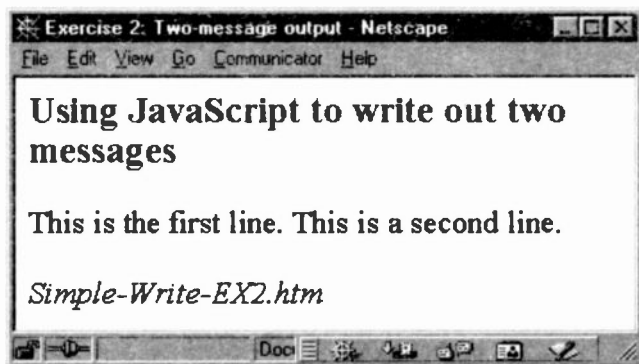 Exercise 2: Two-message output - Netscape
File Edit View Go Communicator Help
Using JavaScript to write out two
messages
This is the first line. This is a second line.
Simple-Write-EX2.htm
Doc